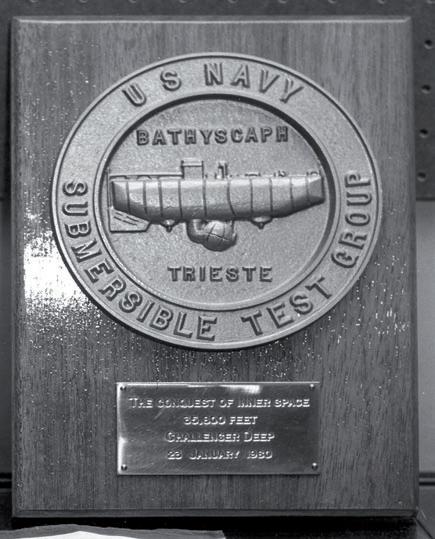 US NAVY
BATHYSCAPH
TRIESTE
SUBMERSIBLE TEST GROUP
THE CONQUEST OF INNER SPACE
35,800 FEET
CHALLENGER DEEP
23 JANUARY 1960